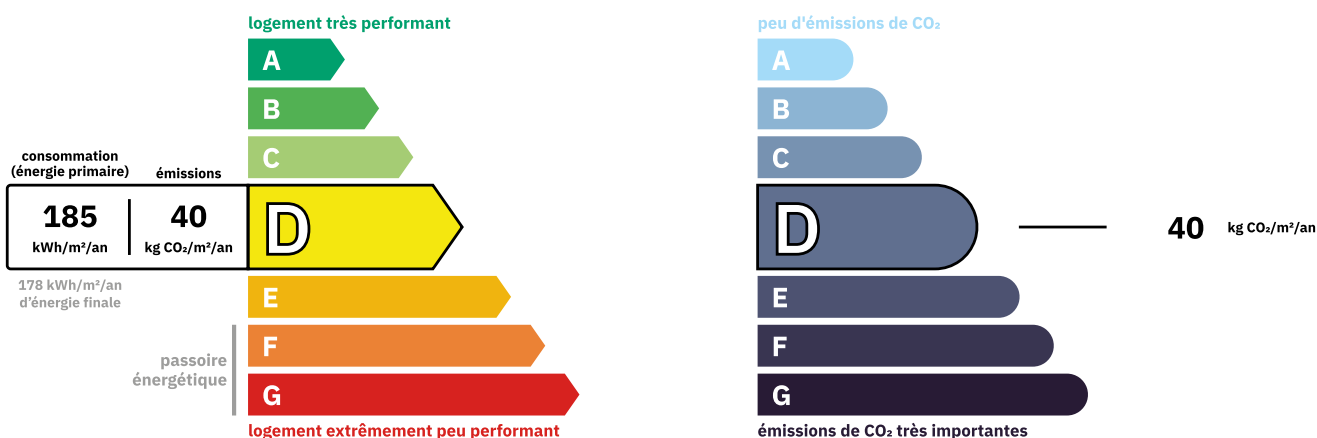 logement très performant
A
B
C
consommation
(énergie primaire)
émissions
185
kWh/m²/an
40
kg CO₂/m²/an
D
178 kWh/m²/an
d’énergie finale
E
passoire
énergétique
F
G
logement extrêmement peu performant
peu d'émissions de CO₂
A
B
C
D
40 kg CO₂/m²/an
E
F
G
émissions de CO₂ très importantes